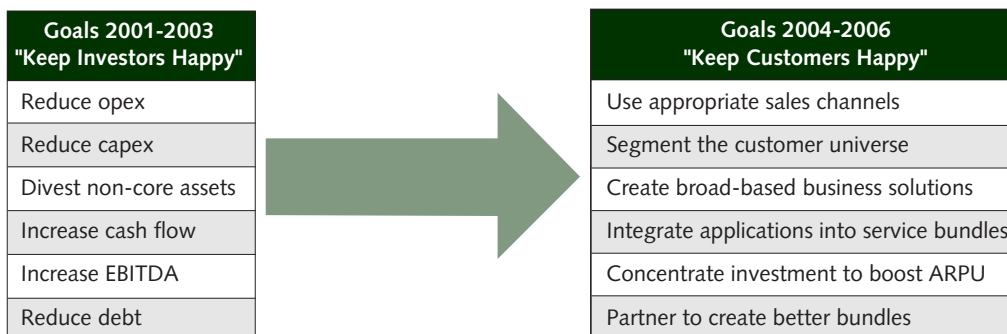 Goals 2001-2003
"Keep Investors Happy"
Reduce opex
Reduce capex
Divest non-core assets
Increase cash flow
Increase EBITDA
Reduce debt
Goals 2004-2006
"Keep Customers Happy"
Use appropriate sales channels
Segment the customer universe
Create broad-based business solutions
Integrate applications into service bundles
Concentrate investment to boost ARPU
Partner to create better bundles